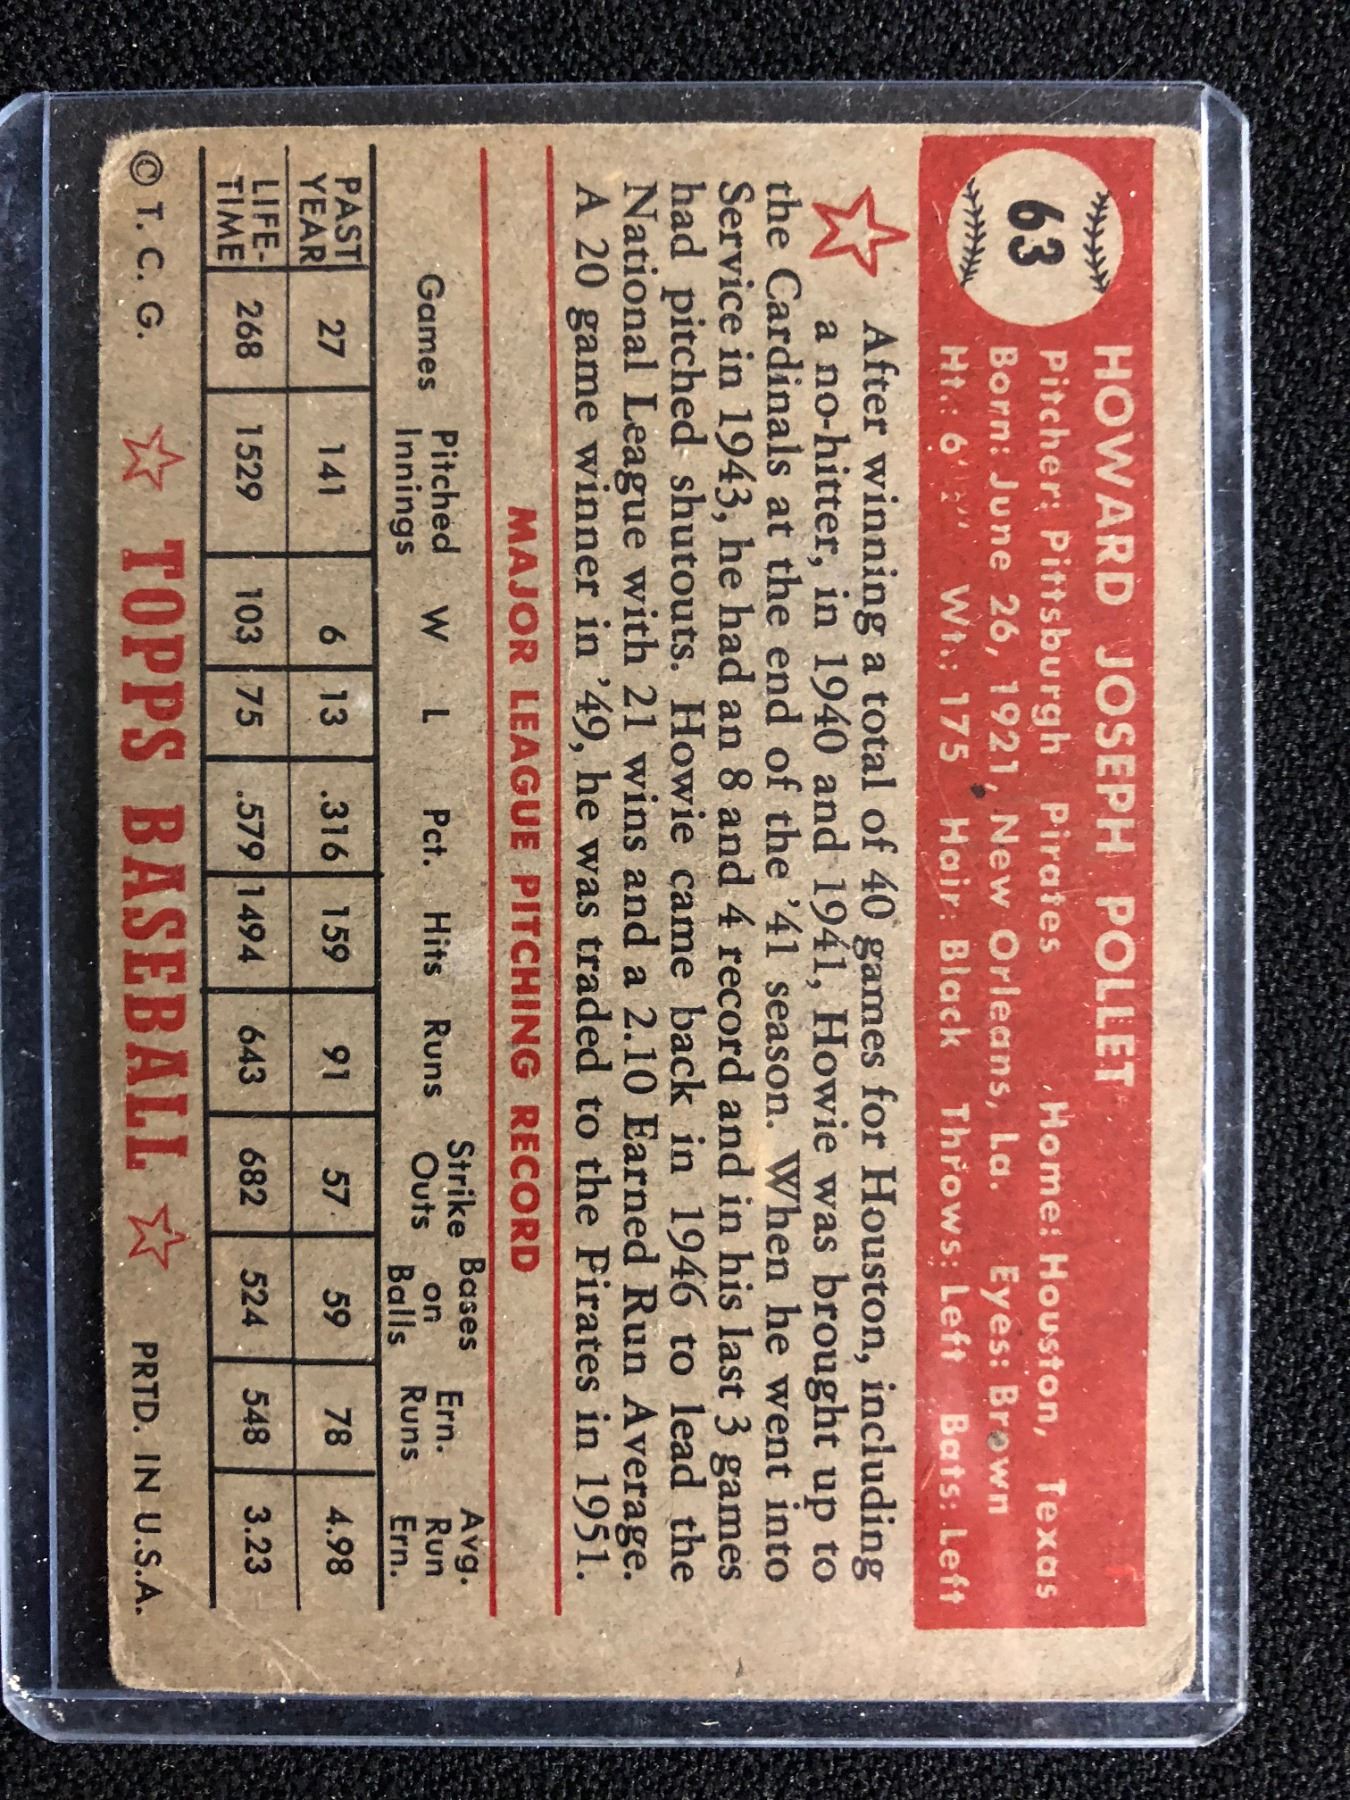 63
HOWARD JOSEPH POLLET
Pitcher: Pittsburgh Pirates Home: Houston, Texas
Born: June 26, 1921, New Orleans, La. Eyes: Brown
Ht.: 6'½" Wt.: 175 Hair: Black Throws: Left Bats: Left
After winning a total of 40 games for Houston, including
a no-hitter, in 1940 and 1941, Howie was brought up to
the Cardinals at the end of the '41 season. When he went into
Service in 1943, he had an 8 and 4 record and in his last 3 games
had pitched shutouts. Howie came back in 1946 to lead the
National League with 21 wins and a 2.10 Earned Run Average.
A 20 game winner in '49, he was traded to the Pirates in 1951.
MAJOR LEAGUE PITCHING RECORD
Games Pitched Innings W L Pct. Hits Runs Strike Outs Bases on Balls Ern. Runs Avg. Run Ern.
PAST YEAR 27 141 6 13 .316 159 91 57 59 78 4.98
LIFE-TIME 268 1529 103 75 .579 1494 643 682 524 548 3.23
© T. C. G. TOPPS BASEBALL PRTD. IN U.S.A.